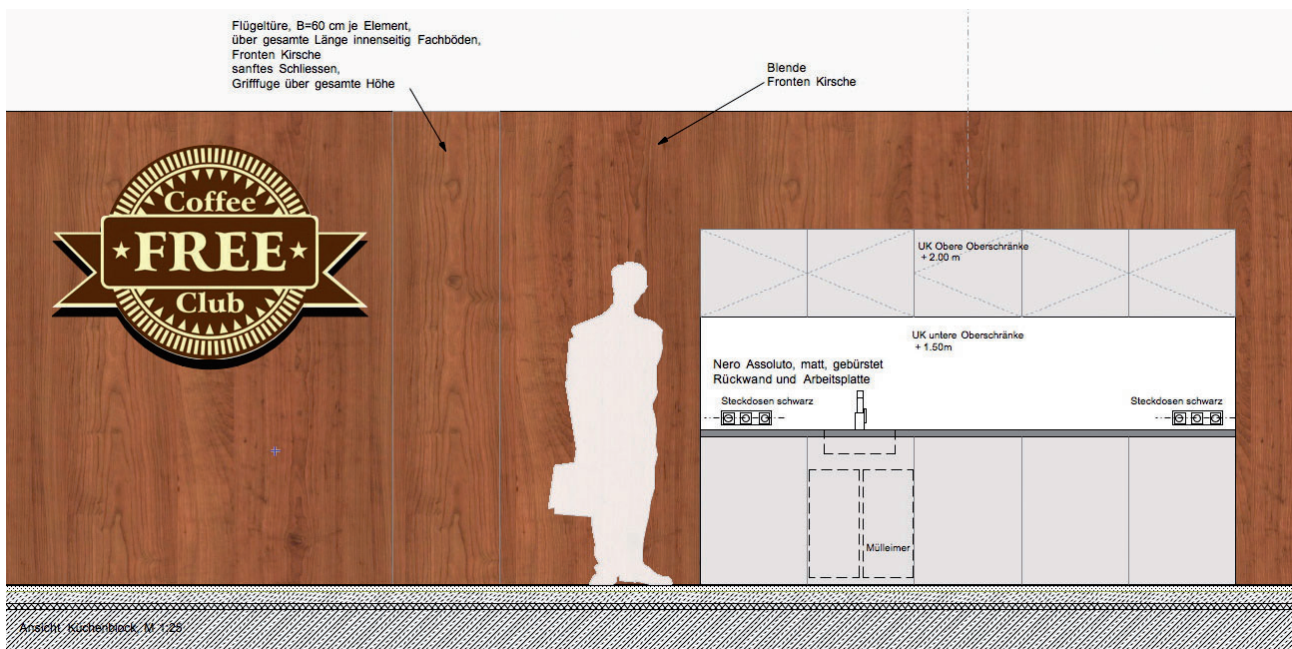 Flügeltüre, B=60 cm je Element,
über gesamte Länge innenseitig Fachböden,
Fronten Kirsche
sanftes Schliessen,
Grifffuge über gesamte Höhe
Blende
Fronten Kirsche
Coffee
FREE
Club
UK Obere Oberschränke
+ 2.00 m
UK untere Oberschränke
+ 1.50m
Nero Assoluto, matt, gebürstet
Rückwand und Arbeitsplatte
Steckdosen schwarz
Steckdosen schwarz
Mülleimer
Ansicht Küchenblock, M 1:25